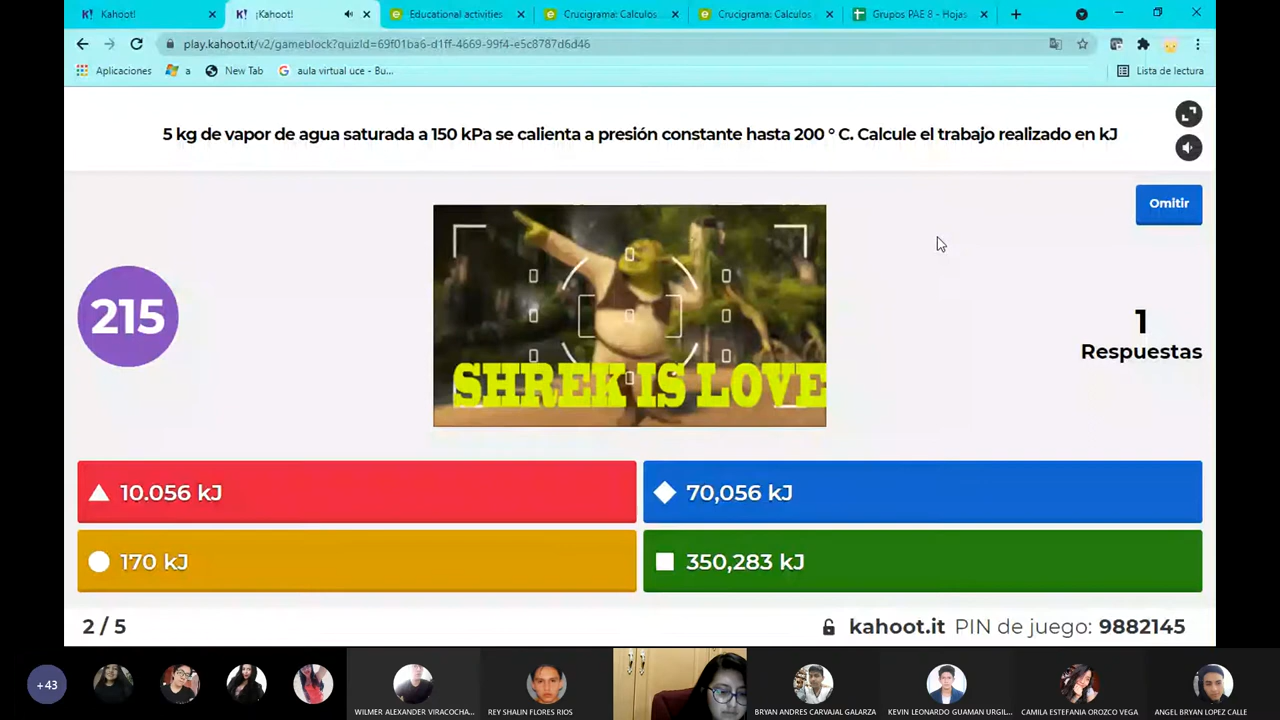 Kahoot!
¡Kahoot!
Educational activities
Crucigrama: Calculos
Crucigrama: Calculos
Grupos PAE 8 - Hojas
play.kahoot.it/v2/gameblock?quizId=69f01ba6-d1ff-4669-99f4-e5c8787d6d46
Aplicaciones
a
New Tab
aula virtual uce - Bu...
Lista de lectura
5 kg de vapor de agua saturada a 150 kPa se calienta a presión constante hasta 200 ° C. Calcule el trabajo realizado en kJ
Omitir
215
SHREK IS LOVE
1
Respuestas
10.056 kJ
70,056 kJ
170 kJ
350,283 kJ
2 / 5
kahoot.it PIN de juego: 9882145
+43
WILMER ALEXANDER VIRACOCHA...
REY SHALIN FLORES RIOS
BRYAN ANDRES CARVAJAL GALARZA
KEVIN LEONARDO GUAMAN URGIL...
CAMILA ESTEFANIA OROZCO VEGA
ANGEL BRYAN LOPEZ CALLE